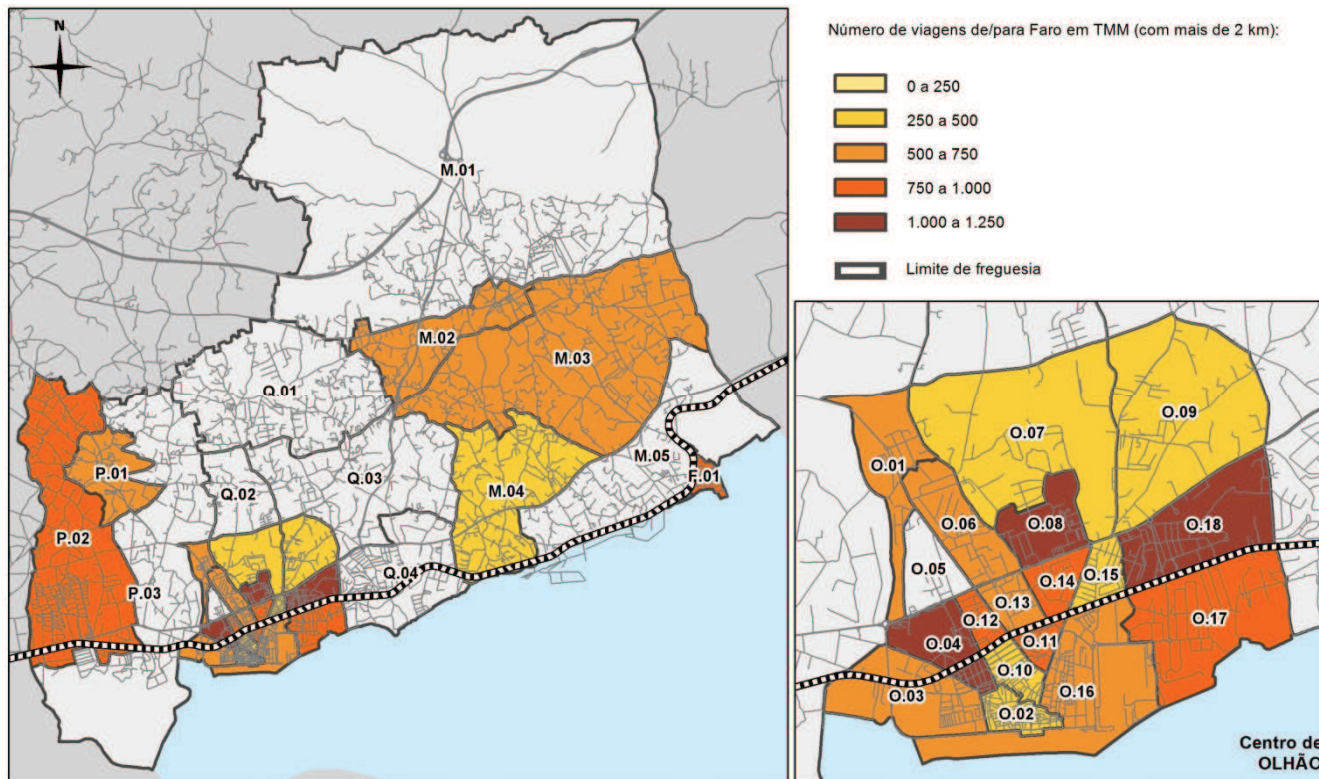 N
M.01
M.02
M.03
Q.01
P.01
Q.02
Q.03
M.05
F.01
M.04
P.02
P.03
Q.04
Número de viagens de/para Faro em TMM (com mais de 2 km):
0 a 250
250 a 500
500 a 750
750 a 1.000
1.000 a 1.250
Limite de freguesia
O.09
O.07
O.01
O.06
O.08
O.18
O.05
O.14
O.15
O.13
O.12
O.17
O.04
O.11
O.10
O.03
O.16
O.02
Centro de
OLHÃO